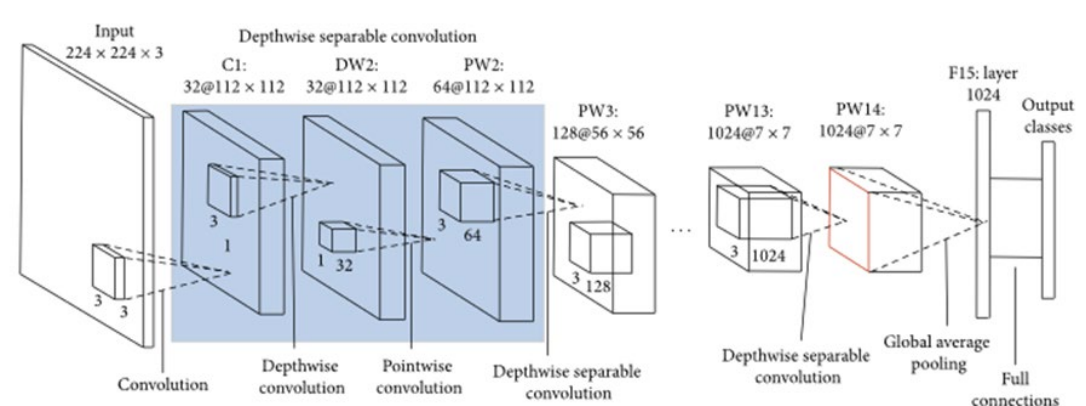 Input
224 × 224 × 3
Depthwise separable convolution
C1:
32@112 × 112
DW2:
32@112 × 112
PW2:
64@112 × 112
PW3:
128@56 × 56
PW13:
1024@7 × 7
PW14:
1024@7 × 7
F15: layer
1024
Output
classes
3
3
3
1
1
32
3
64
3
128
...
3
1024
Convolution
Depthwise
convolution
Pointwise
convolution
Depthwise separable
convolution
Depthwise separable
convolution
Global average
pooling
Full
connections